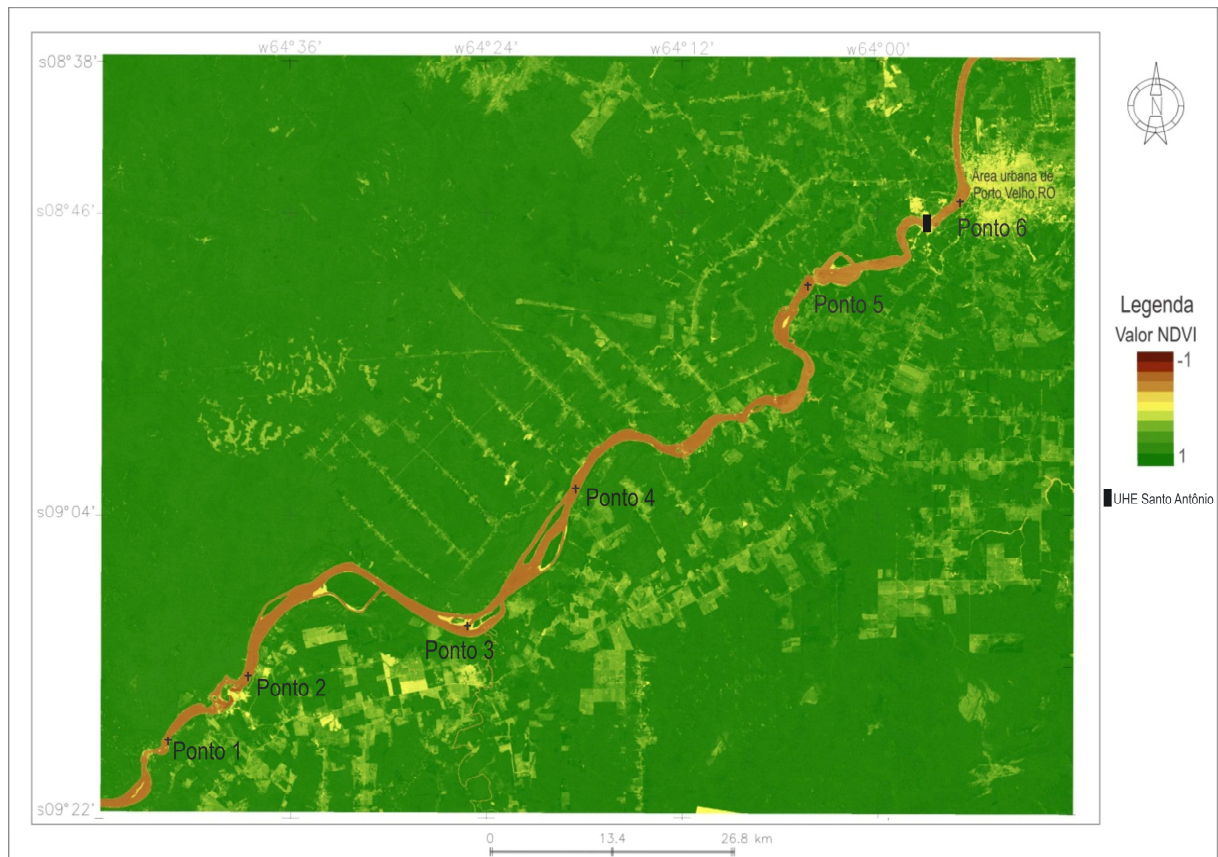 w64°36'
w64°24'
w64°12'
w64°00'
s08°38'
Área urbana de
Porto Velho,RO
s08°46'
Ponto 6
Ponto 5
Legenda
Valor NDVI
-1
1
UHE Santo Antônio
Ponto 4
s09°04'
Ponto 3
Ponto 2
Ponto 1
s09°22'
0
13.4
26.8 km
N